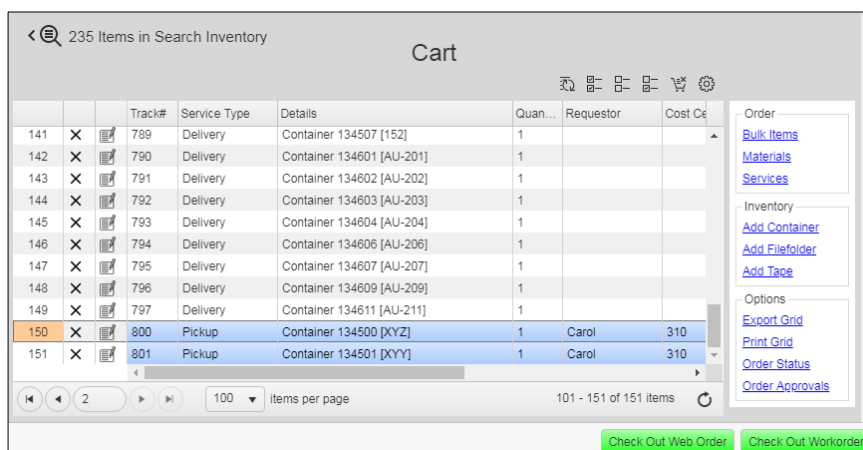 235 Items in Search Inventory
Cart
Track# Service Type Details Quan... Requestor Cost Ce
141 789 Delivery Container 134507 [152] 1
142 790 Delivery Container 134601 [AU-201] 1
143 791 Delivery Container 134602 [AU-202] 1
144 792 Delivery Container 134603 [AU-203] 1
145 793 Delivery Container 134604 [AU-204] 1
146 794 Delivery Container 134606 [AU-206] 1
147 795 Delivery Container 134607 [AU-207] 1
148 796 Delivery Container 134609 [AU-209] 1
149 797 Delivery Container 134611 [AU-211] 1
150 800 Pickup Container 134500 [XYZ] 1 Carol 310
151 801 Pickup Container 134501 [XYY] 1 Carol 310
2 100 items per page 101 - 151 of 151 items
Order
Bulk Items
Materials
Services
Inventory
Add Container
Add Filefolder
Add Tape
Options
Export Grid
Print Grid
Order Status
Order Approvals
Check Out Web Order Check Out Workorder